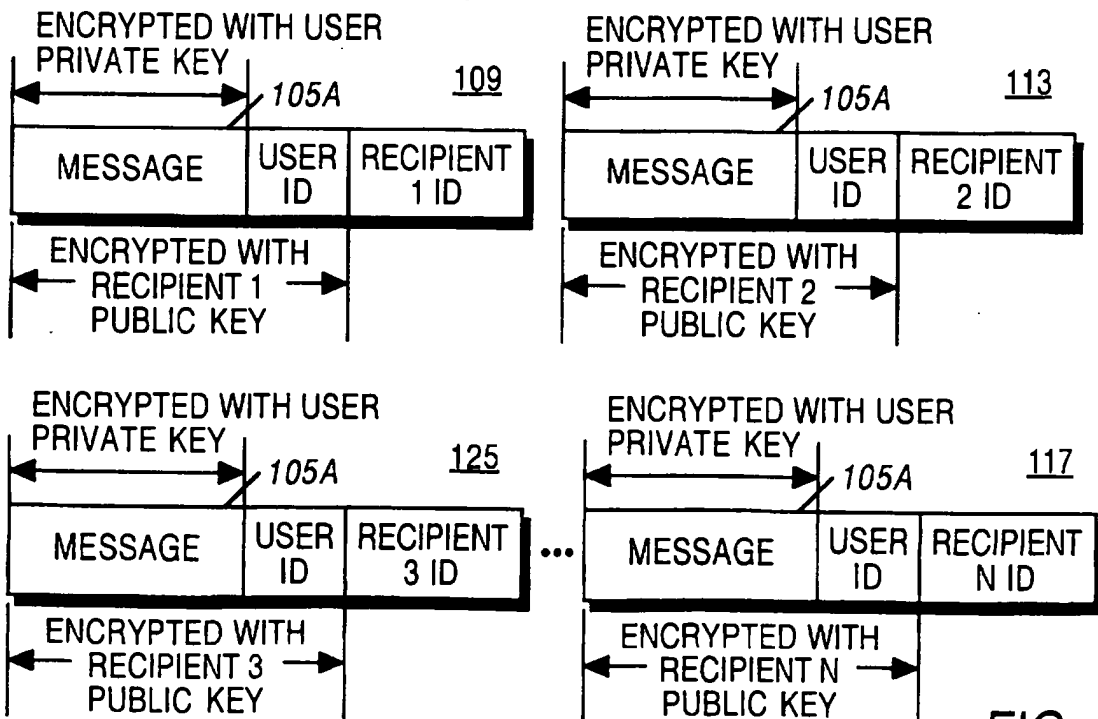 ENCRYPTED WITH USER
PRIVATE KEY
105A
109
MESSAGE
USER
ID
RECIPIENT
1 ID
ENCRYPTED WITH
RECIPIENT 1
PUBLIC KEY
ENCRYPTED WITH USER
PRIVATE KEY
105A
113
MESSAGE
USER
ID
RECIPIENT
2 ID
ENCRYPTED WITH
RECIPIENT 2
PUBLIC KEY
ENCRYPTED WITH USER
PRIVATE KEY
105A
125
MESSAGE
USER
ID
RECIPIENT
3 ID
ENCRYPTED WITH
RECIPIENT 3
PUBLIC KEY
...
ENCRYPTED WITH USER
PRIVATE KEY
105A
117
MESSAGE
USER
ID
RECIPIENT
N ID
ENCRYPTED WITH
RECIPIENT N
PUBLIC KEY